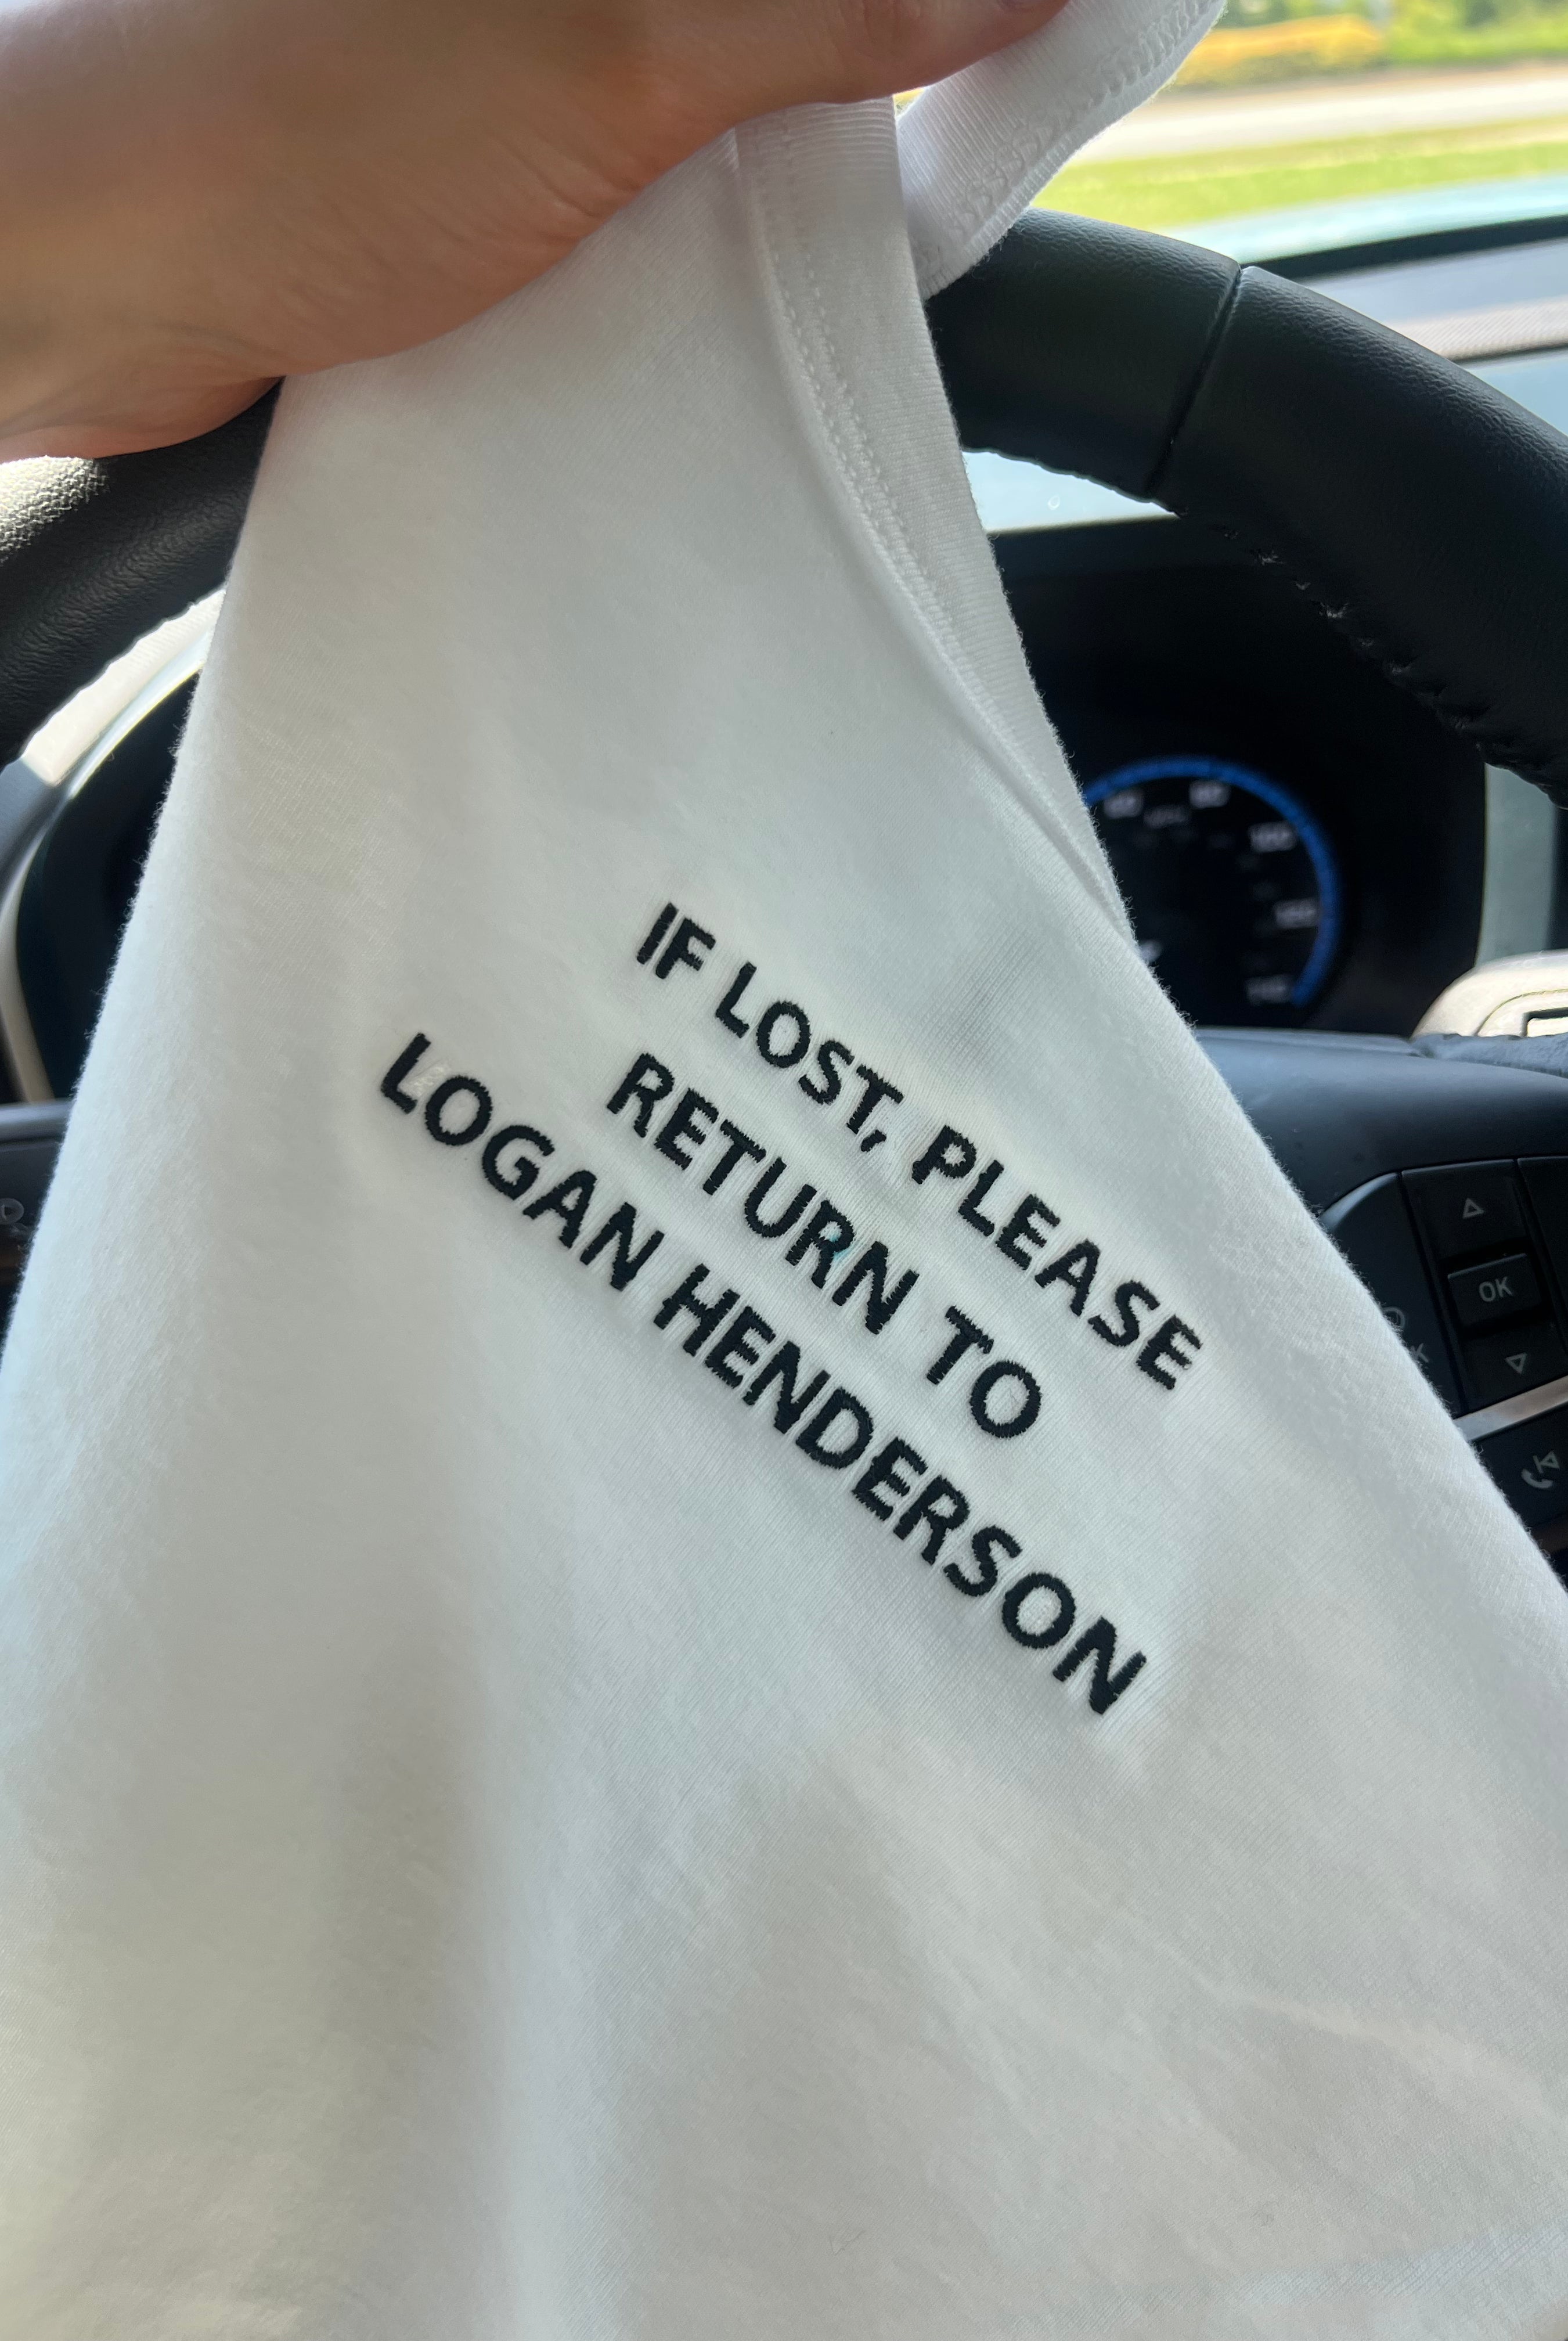 IF LOST, PLEASE
RETURN TO
LOGAN HENDERSON
OK